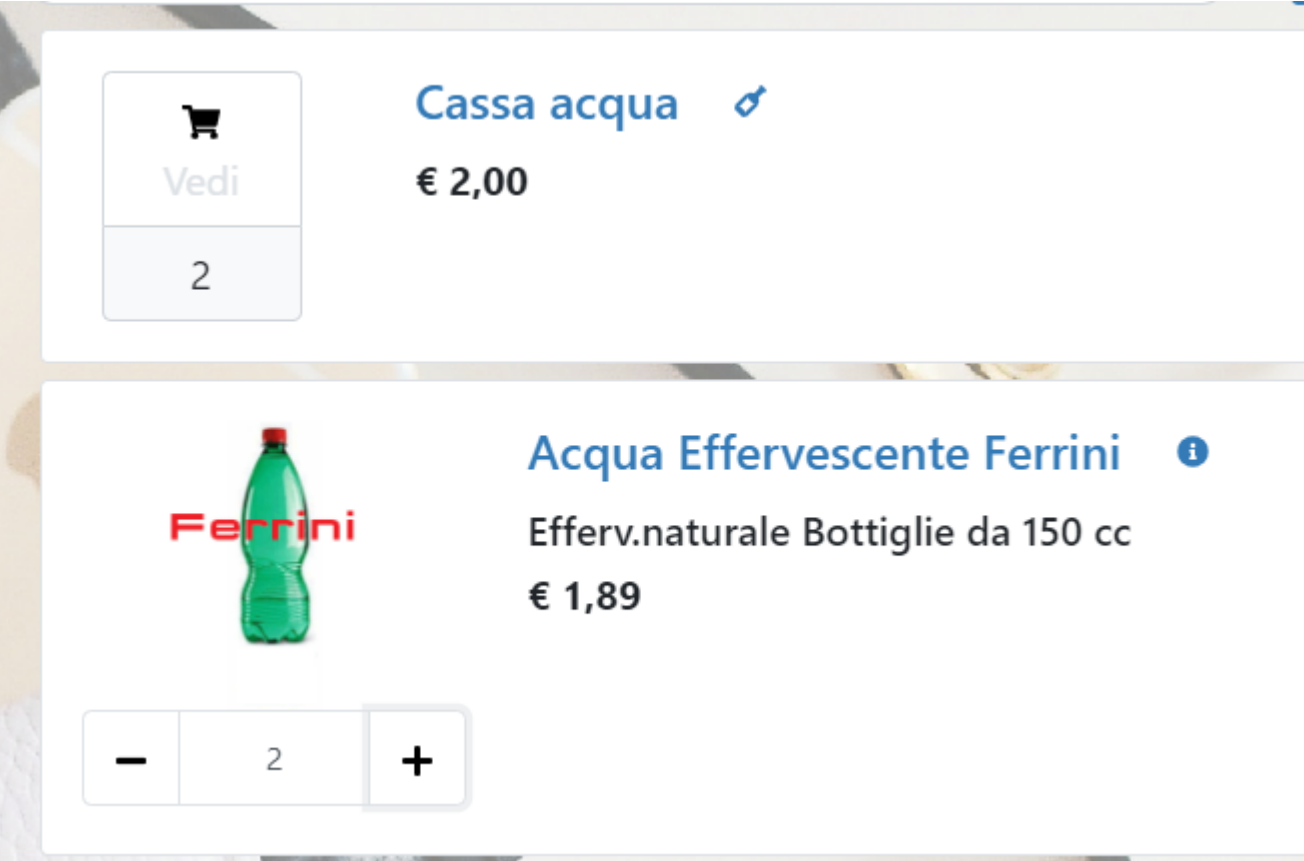 Cassa acqua
Vedi
€ 2,00
2
Acqua Effervescente Ferrini
Ferrini
Efferv.naturale Bottiglie da 150 cc
€ 1,89
2